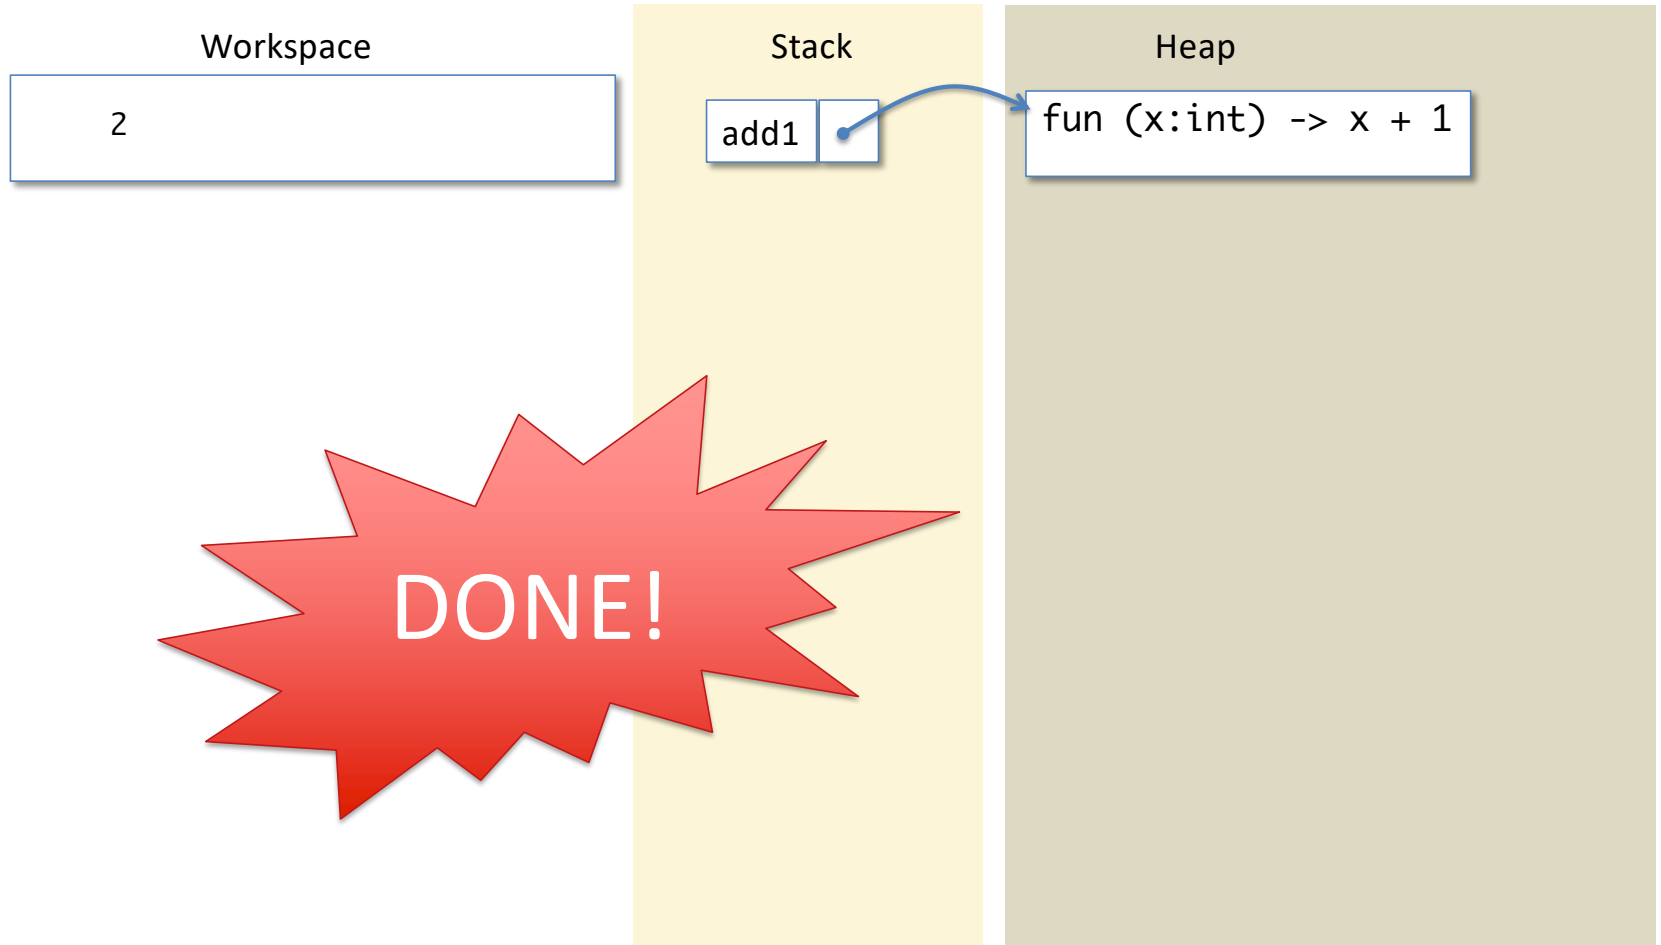 Workspace
Stack
Heap
2
add1
fun (x:int) -> x + 1
DONE!